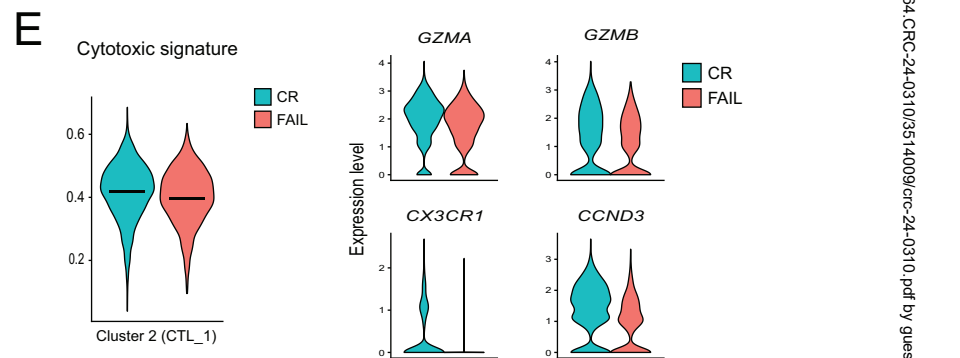 E
Cytotoxic signature
CR
FAIL
0.6
0.4
0.2
Cluster 2 (CTL_1)
Expression level
GZMA
4
3
2
1
0
GZMB
4
3
2
1
0
CR
FAIL
CX3CR1
2
1
0
CCND3
3
2
1
0
64.CRC-24-0310/3514009/crc-24-0310.pdf by gues